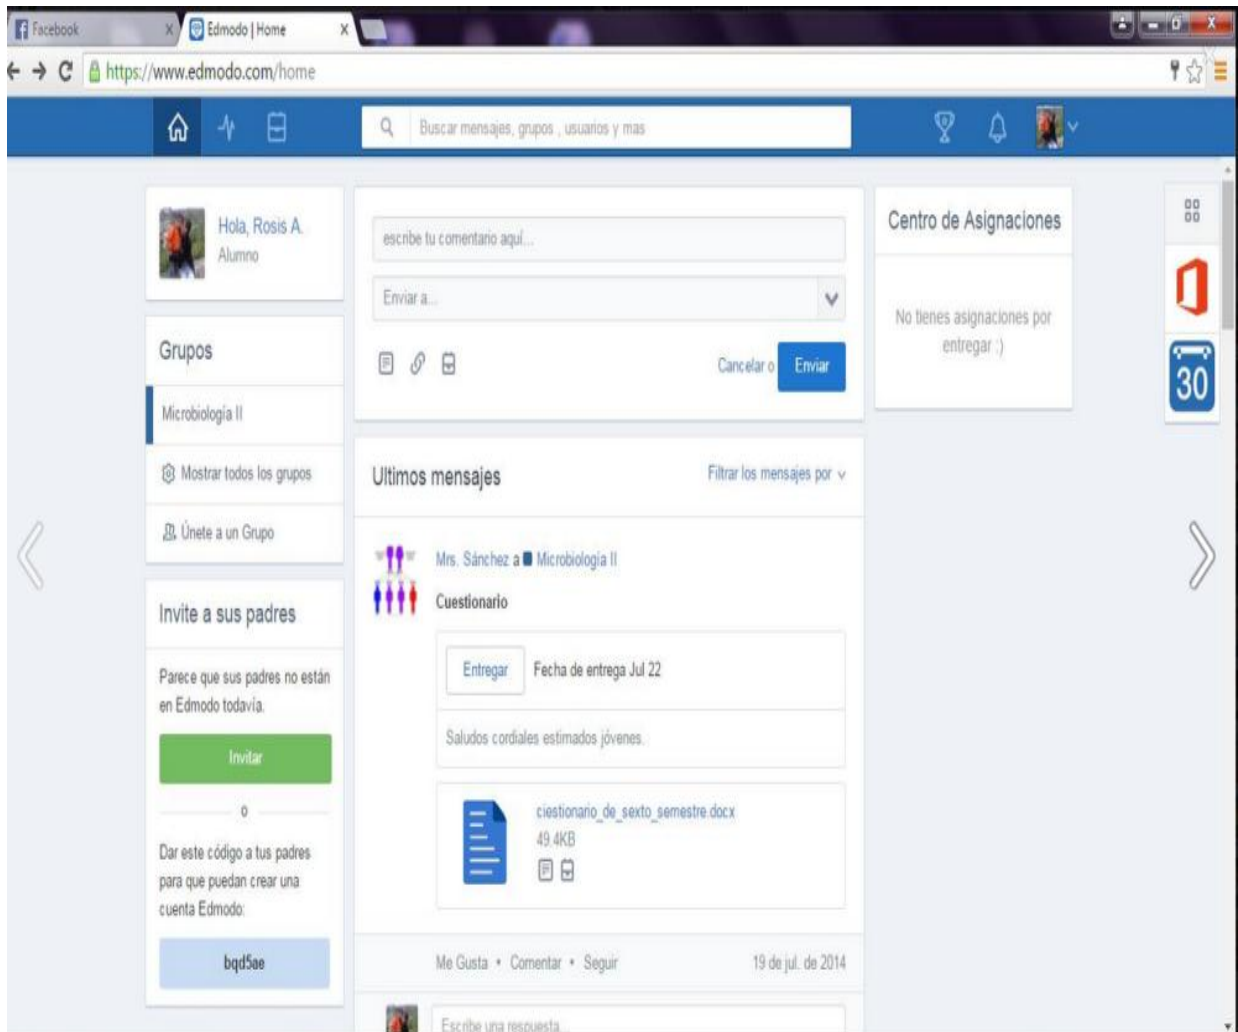 Facebook
Edmodo | Home
https://www.edmodo.com/home
Buscar mensajes, grupos , usuarios y mas
Hola, Rosis A.
Alumno
Grupos
Microbiología II
Mostrar todos los grupos
Únete a un Grupo
Invite a sus padres
Parece que sus padres no están
en Edmodo todavía.
Invitar
o
Dar este código a tus padres
para que puedan crear una
cuenta Edmodo:
bqd5ae
escribe tu comentario aquí...
Enviar a...
Cancelar o
Enviar
Ultimos mensajes
Filtrar los mensajes por
Mrs. Sánchez a Microbiología II
Cuestionario
Entregar
Fecha de entrega Jul 22
Saludos cordiales estimados jóvenes.
ciestionario_de_sexto_semestre.docx
49.4KB
Me Gusta • Comentar • Seguir
19 de jul. de 2014
Escribe una respuesta...
Centro de Asignaciones
No tienes asignaciones por
entregar :)
30